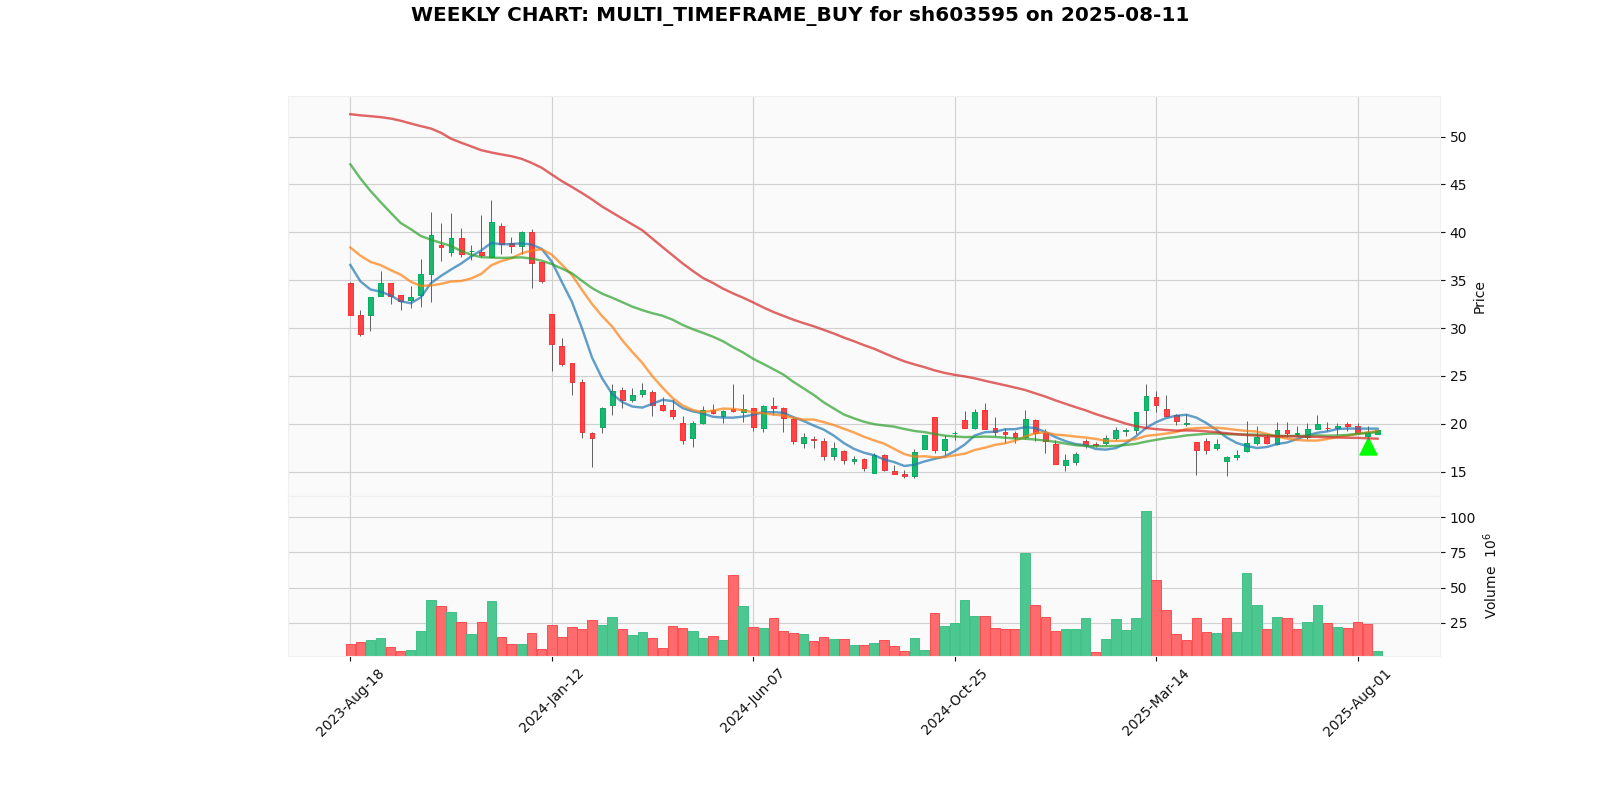 WEEKLY CHART: MULTI_TIMEFRAME_BUY for sh603595 on 2025-08-11
50
45
40
35
30
25
20
15
Price
100
75
50
25
Volume 10^6
2023-Aug-18
2024-Jan-12
2024-Jun-07
2024-Oct-25
2025-Mar-14
2025-Aug-01